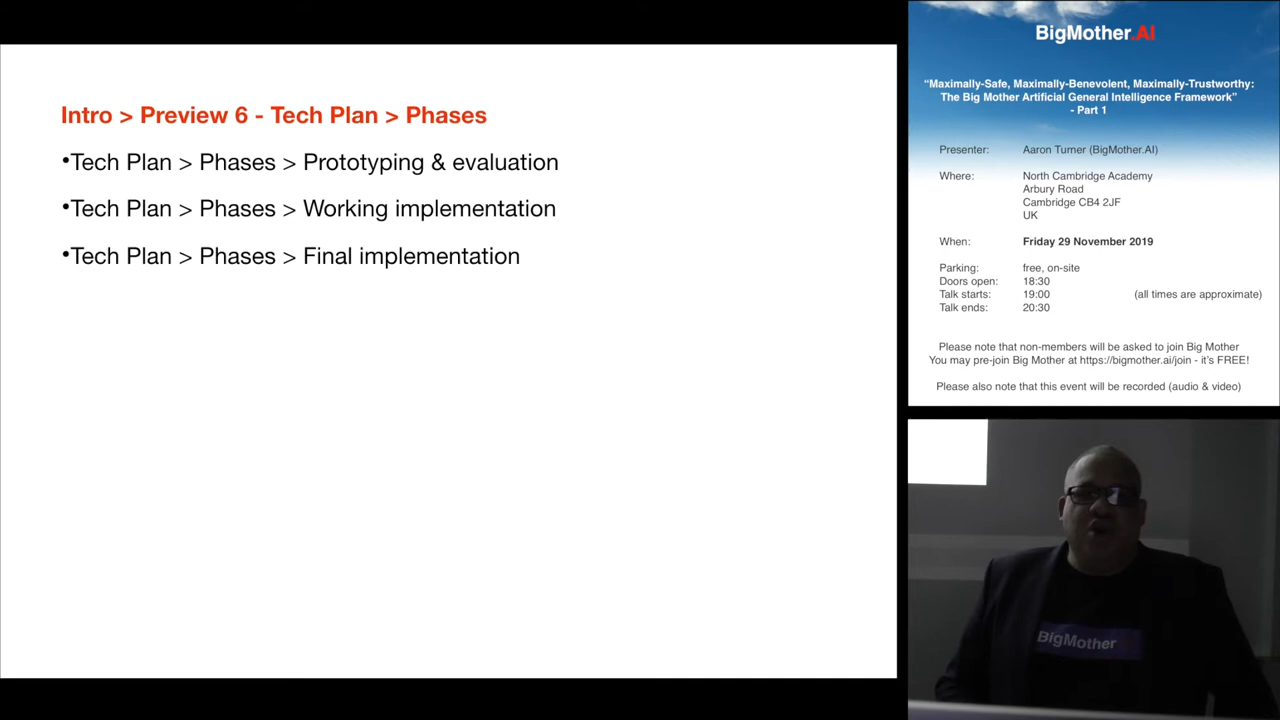 Intro > Preview 6 - Tech Plan > Phases
•Tech Plan > Phases > Prototyping & evaluation
•Tech Plan > Phases > Working implementation
•Tech Plan > Phases > Final implementation
BigMother.AI
“Maximally-Safe, Maximally-Benevolent, Maximally-Trustworthy:
The Big Mother Artificial General Intelligence Framework”
- Part 1
Presenter: Aaron Turner (BigMother.AI)
Where: North Cambridge Academy
Arbury Road
Cambridge CB4 2JF
UK
When: Friday 29 November 2019
Parking: free, on-site
Doors open: 18:30
Talk starts: 19:00 (all times are approximate)
Talk ends: 20:30
Please note that non-members will be asked to join Big Mother
You may pre-join Big Mother at https://bigmother.ai/join - it’s FREE!
Please also note that this event will be recorded (audio & video)
BigMother